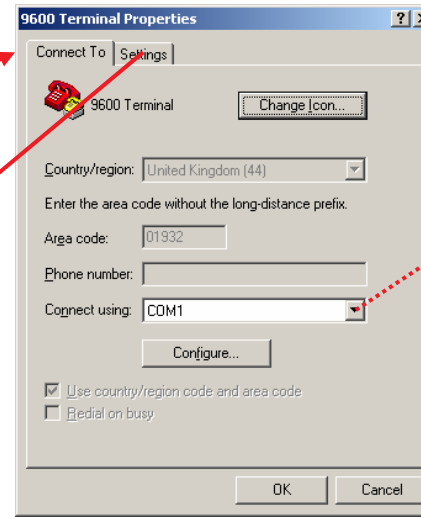 9600 Terminal Properties
Connect To Settings
9600 Terminal Change Icon...
Country/region: United Kingdom (44)
Enter the area code without the long-distance prefix.
Area code: 01932
Phone number:
Connect using: COM1
Configure...
Use country/region code and area code
Redial on busy
OK Cancel